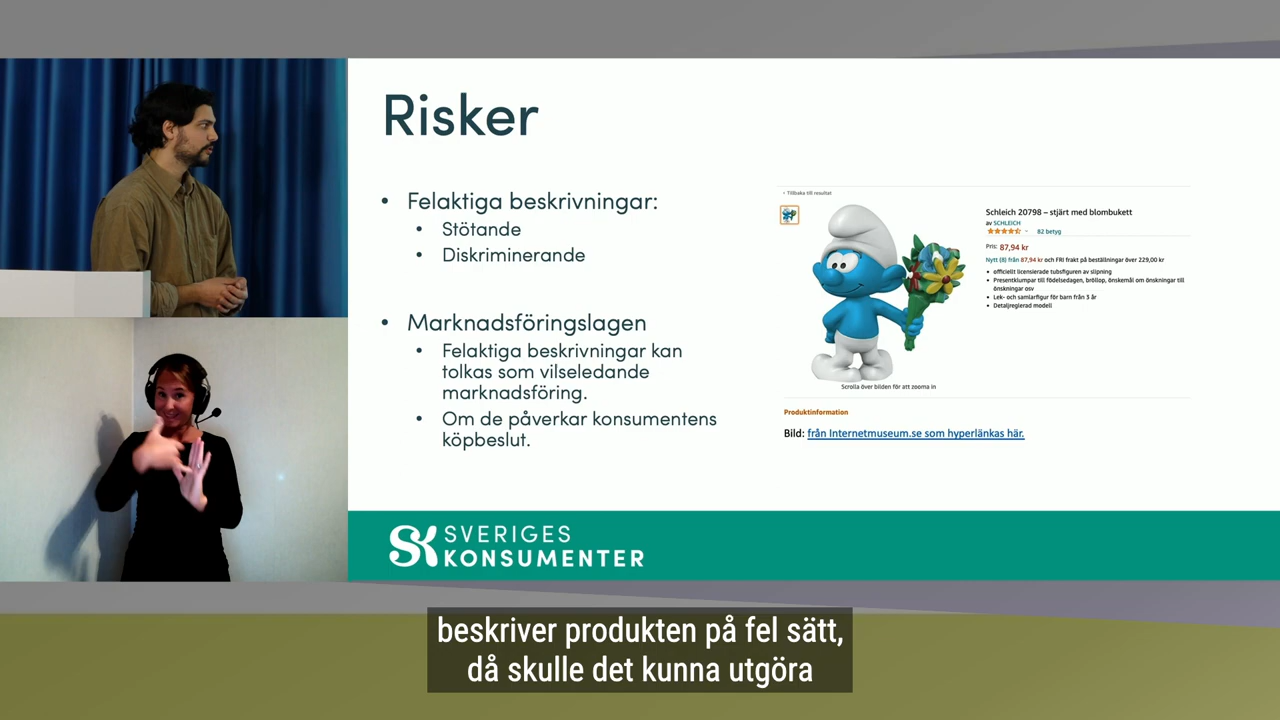 Risker
• Felaktiga beskrivningar:
• Stötande
• Diskriminerande
• Marknadsföringslagen
• Felaktiga beskrivningar kan
tolkas som vilseledande
marknadsföring.
• Om de påverkar konsumentens
köpbeslut.
‹ Tillbaka till resultat
Schleich 20798 – stjärt med blombukett
av SCHLEICH
82 betyg
Pris: 87,94 kr
Nytt (8) från 87,94 kr och FRI frakt på beställningar över 229,00 kr
• officiellt licensierade tubsfiguren av slipning
• Presentklumpar till födelsedagen, bröllop, önskemål om önskningar till
önskningar osv
• Lek- och samlarfigur för barn från 3 år
• Detaljreglerad modell
Scrolla över bilden för att zooma in
Produktinformation
Bild: från Internetmuseum.se som hyperlänkas här.
SK SVERIGES
KONSUMENTER
beskriver produkten på fel sätt,
då skulle det kunna utgöra